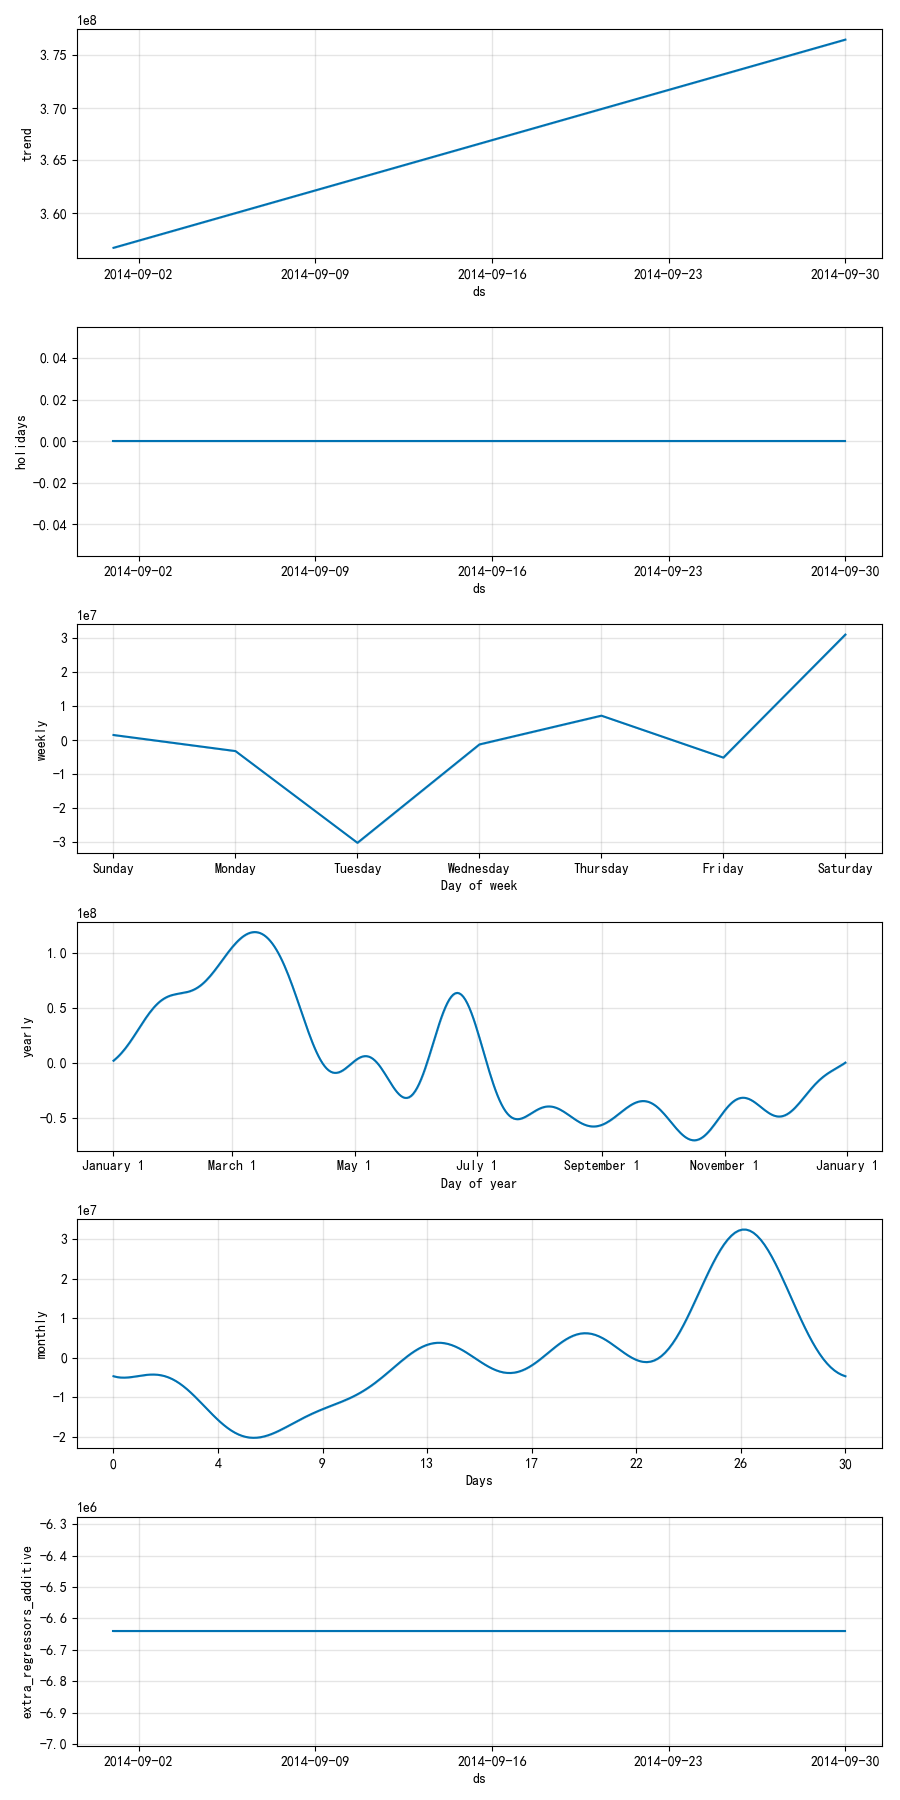 1e8
3.75
3.70
3.65
3.60
trend
2014-09-02 2014-09-09 2014-09-16 2014-09-23 2014-09-30
ds
0.04
0.02
0.00
-0.02
-0.04
holidays
2014-09-02 2014-09-09 2014-09-16 2014-09-23 2014-09-30
ds
1e7
3
2
1
0
-1
-2
-3
weekly
Sunday Monday Tuesday Wednesday Thursday Friday Saturday
Day of week
1e8
1.0
0.5
0.0
-0.5
yearly
January 1 March 1 May 1 July 1 September 1 November 1 January 1
Day of year
1e7
3
2
1
0
-1
-2
monthly
0 4 9 13 17 22 26 30
Days
1e6
-6.3
-6.4
-6.5
-6.6
-6.7
-6.8
-6.9
-7.0
extra_regressors_additive
2014-09-02 2014-09-09 2014-09-16 2014-09-23 2014-09-30
ds